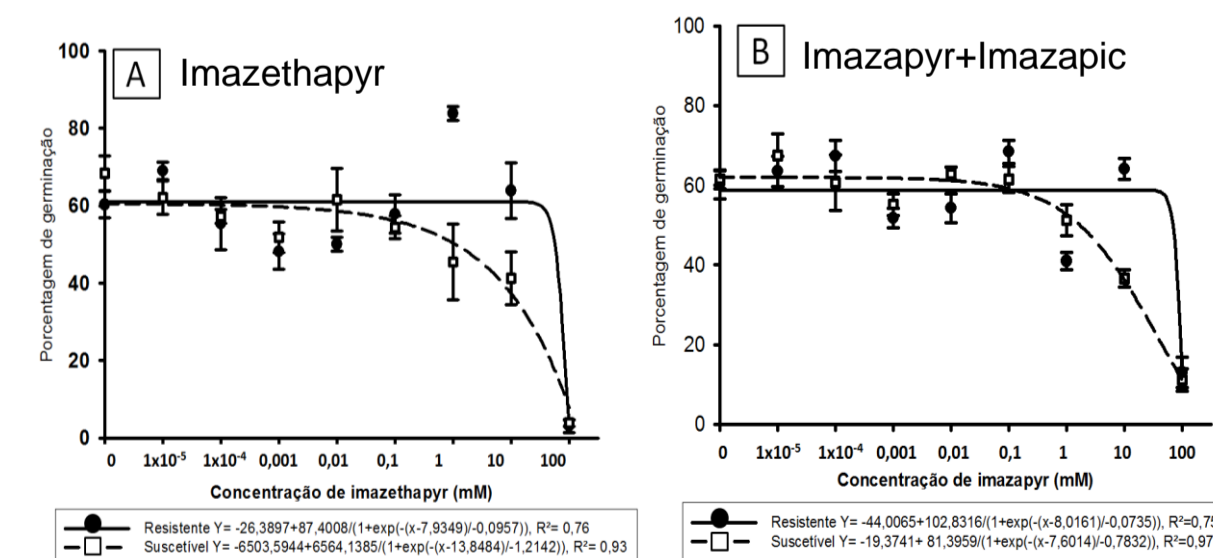 A Imazethapyr
Porcentagem de germinação
100
80
60
40
20
0
0 1x10⁻⁵ 1x10⁻⁴ 0,001 0,01 0,1 1 10 100
Concentração de imazethapyr (mM)
Resistente Y= -26,3897+87,4008/(1+exp(-(x-7,9349)/-0,0957)), R²= 0,76
Suscetível Y= -6503,5944+6564,1385/(1+exp(-(x-13,8484)/-1,2142)), R²= 0,93
B Imazapyr+Imazapic
Porcentagem de germinação
100
80
60
40
20
0
0 1x10⁻⁵ 1x10⁻⁴ 0,001 0,01 0,1 1 10 100
Concentração de imazapyr (mM)
Resistente Y= -44,0065+102,8316/(1+exp(-(x-8,0161)/-0,0735)), R²=0,75
Suscetível Y= -19,3741+ 81,3959/(1+exp(-(x-7,6014)/-0,7832)), R²=0,97